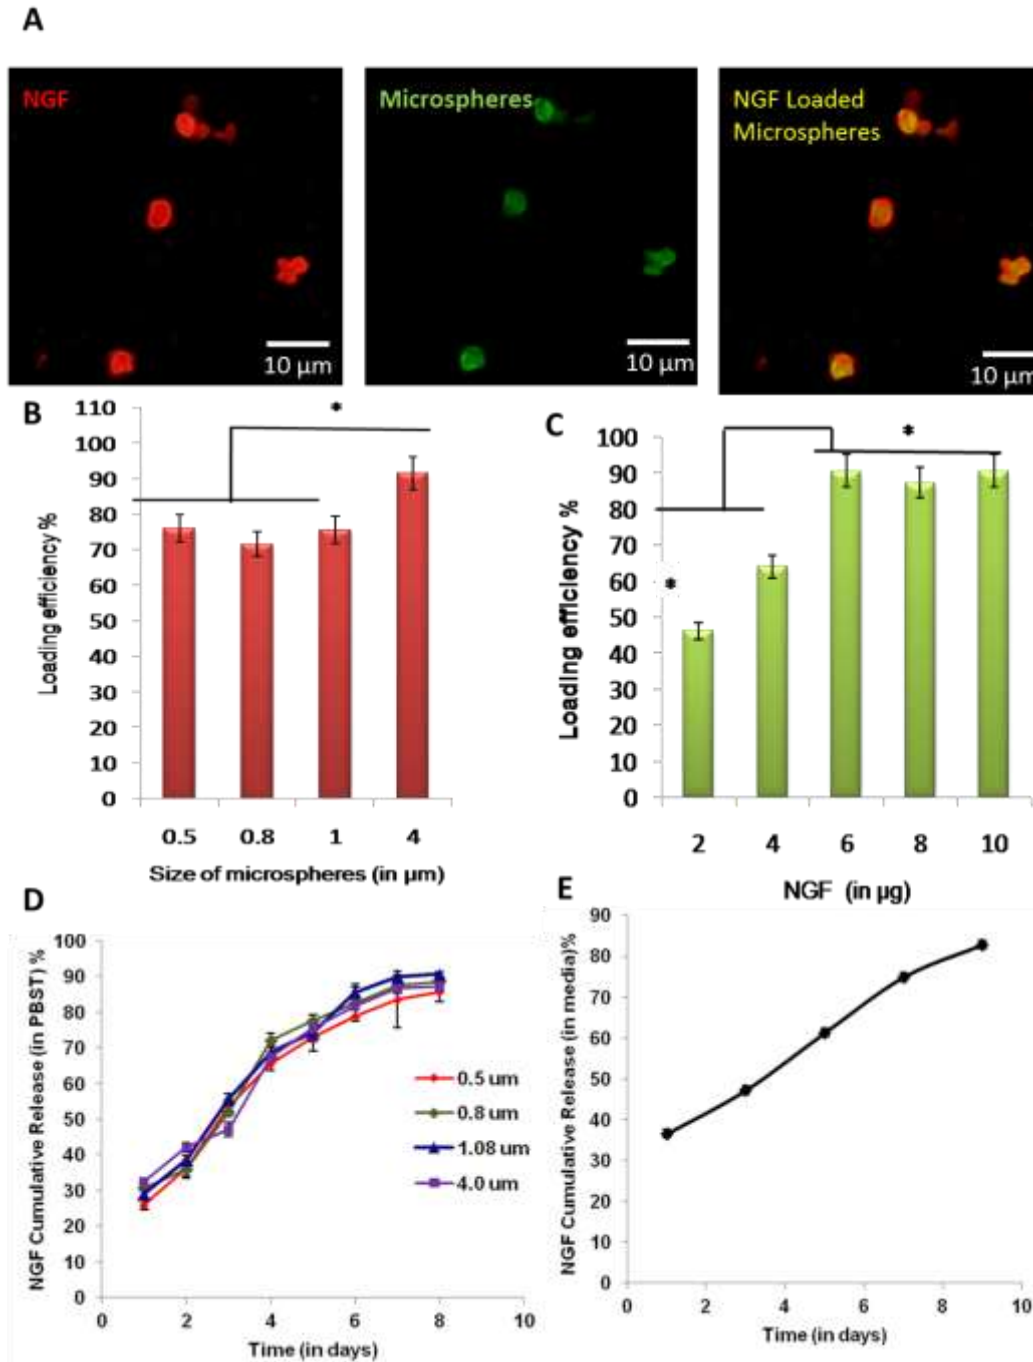 A
NGF
Microspheres
NGF Loaded
Microspheres
10 µm
10 µm
10 µm
B
*
110
100
90
80
70
60
50
40
30
20
10
0
Loading efficiency %
0.5 0.8 1 4
Size of microspheres (in µm)
C
*
*
100
90
80
70
60
50
40
30
20
10
0
Loading efficiency %
2 4 6 8 10
NGF (in µg)
D
100
90
80
70
60
50
40
30
20
10
0
NGF Cumulative Release (in PBST) %
0.5 um
0.8 um
1.08 um
4.0 um
0 2 4 6 8 10
Time (in days)
E
90
80
70
60
50
40
30
20
10
0
NGF Cumulative Release (in media)%
0 2 4 6 8 10
Time (in days)